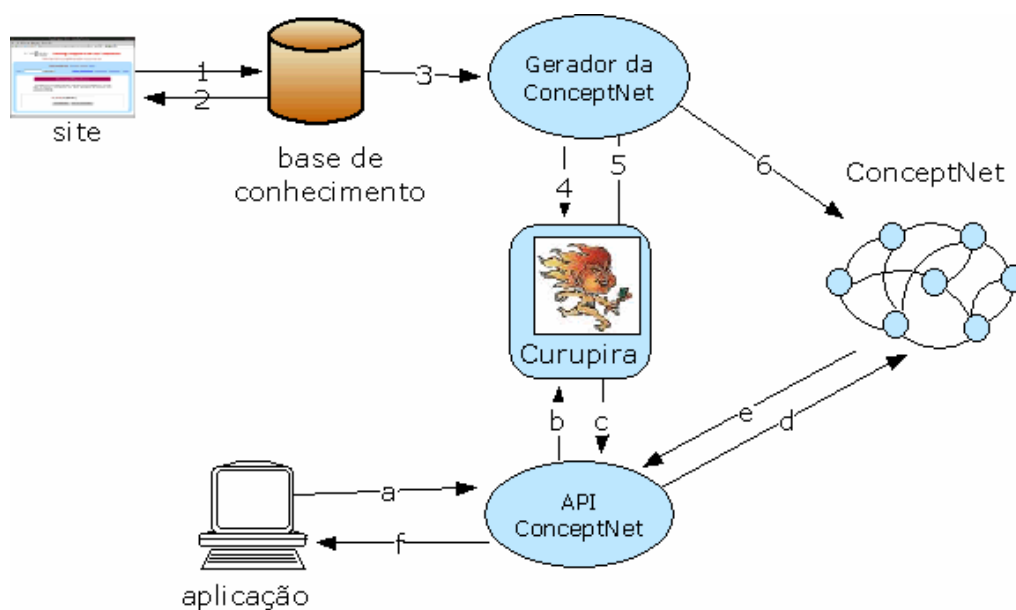 1
2
site
base de
conhecimento
3
Gerador da
ConceptNet
4
5
6
ConceptNet
Curupira
b
c
e
d
a
f
API
ConceptNet
aplicação